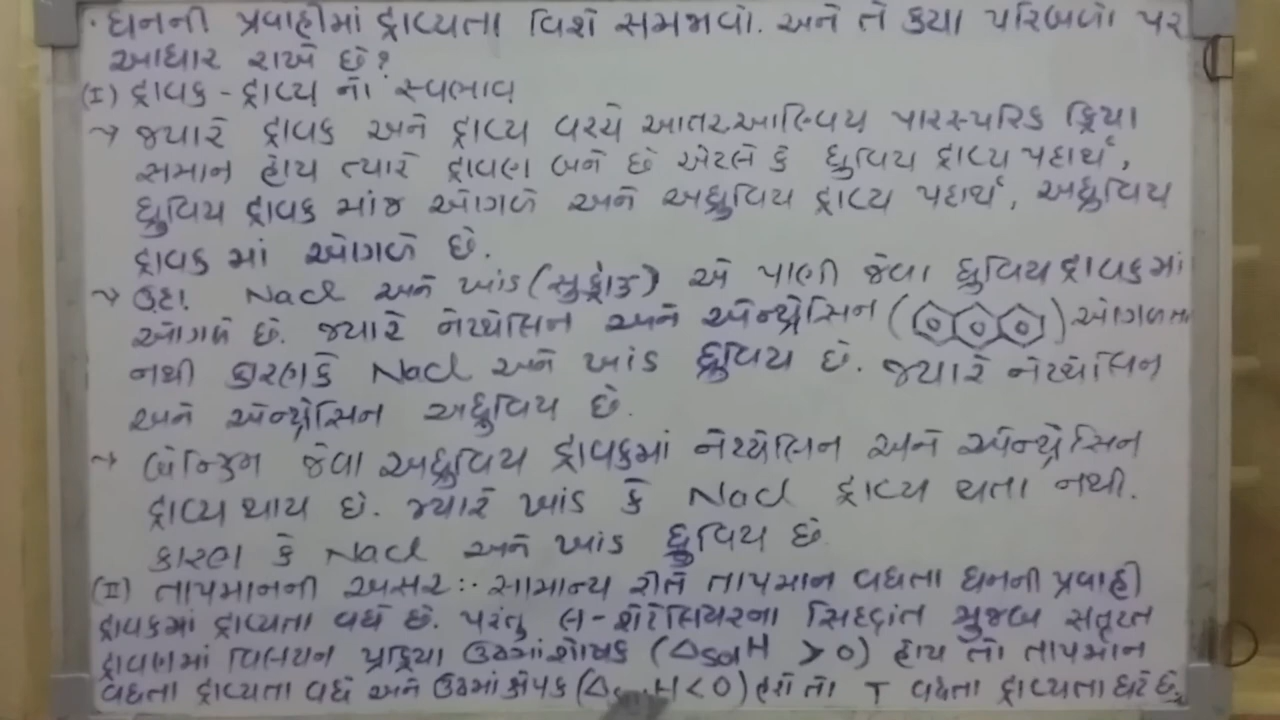 · ઘનની પ્રવાહીમાં દ્રાવ્યતા વિશે સમજાવો. અને તે કયા પરિબળો પર
આધાર રાખે છે?
(I) દ્રાવક - દ્રાવ્ય નો સ્વભાવ
→ જયારે દ્રાવક અને દ્રાવ્ય વચ્ચે આંતરઆણ્વિય પારસ્પરિક ક્રિયા
સમાન હોય ત્યારે દ્રાવણ બને છે એટલે કે ધ્રુવિય દ્રાવ્ય પદાર્થ,
ધ્રુવિય દ્રાવક માંજ ઓગળે અને અધ્રુવિય દ્રાવ્ય પદાર્થ, અધ્રુવિય
દ્રાવક માં ઓગળે છે.
→ ઉદા. NaCl અને ખાંડ (સુક્રોઝ) એ પાણી જેવા ધ્રુવિય દ્રાવકમાં
ઓગળે છે. જયારે નેપ્થેલિન અને એન્થ્રેસિન ( ) ઓગળતા
નથી કારણકે NaCl અને ખાંડ ધ્રુવિય છે. જ્યારે નેપ્થેલિન
અને એન્થ્રેસિન અધ્રુવિય છે.
→ બેન્ઝિન જેવા અધ્રુવિય દ્રાવકમાં નેપ્થેલિન અને એન્થ્રેસિન
દ્રાવ્ય થાય છે. જ્યારે ખાંડ કે NaCl દ્રાવ્ય થતા નથી.
કારણ કે NaCl અને ખાંડ ધ્રુવિય છે
(II) તાપમાનની અસર :- સામાન્ય રીતે તાપમાન વધતા ઘનની પ્રવાહી
દ્રાવકમાં દ્રાવ્યતા વધે છે. પરંતુ લ-શેટેલિયરના સિદ્ધાંત મુજબ સંતૃપ્ત
દ્રાવણમાં વિલયન પ્રક્રિયા ઉષ્માશોષક (ΔsolH > 0) હોય તો તાપમાન
વધતા દ્રાવ્યતા વધે અને ઉષ્માક્ષેપક H < 0) હશે તો T વધતા દ્રાવ્યતા ઘટે છે.